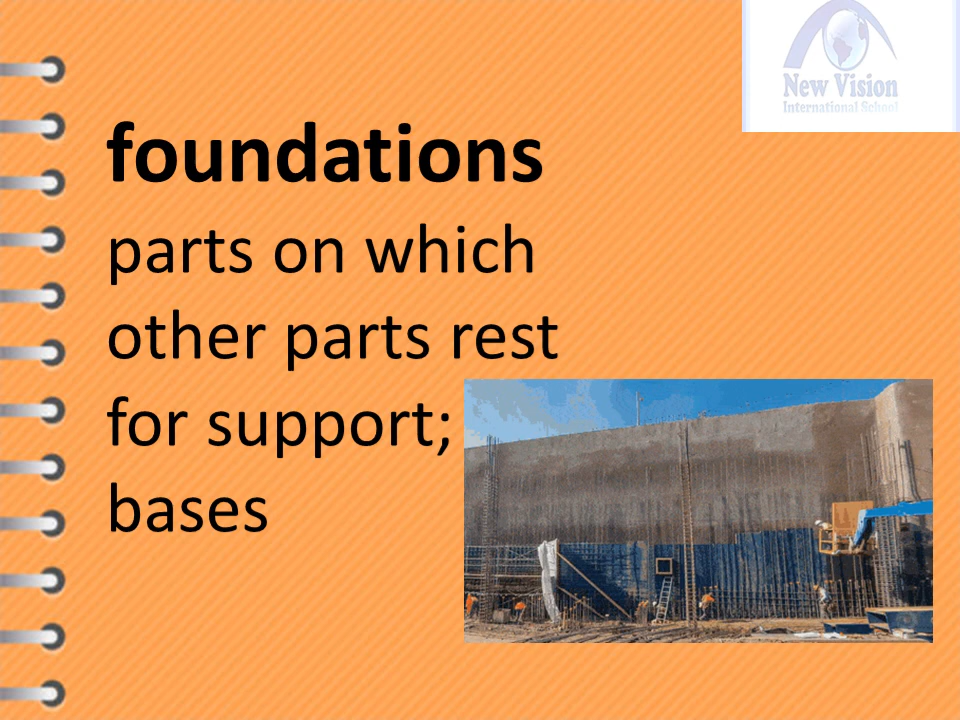 New Vision
International School
foundations
parts on which
other parts rest
for support;
bases